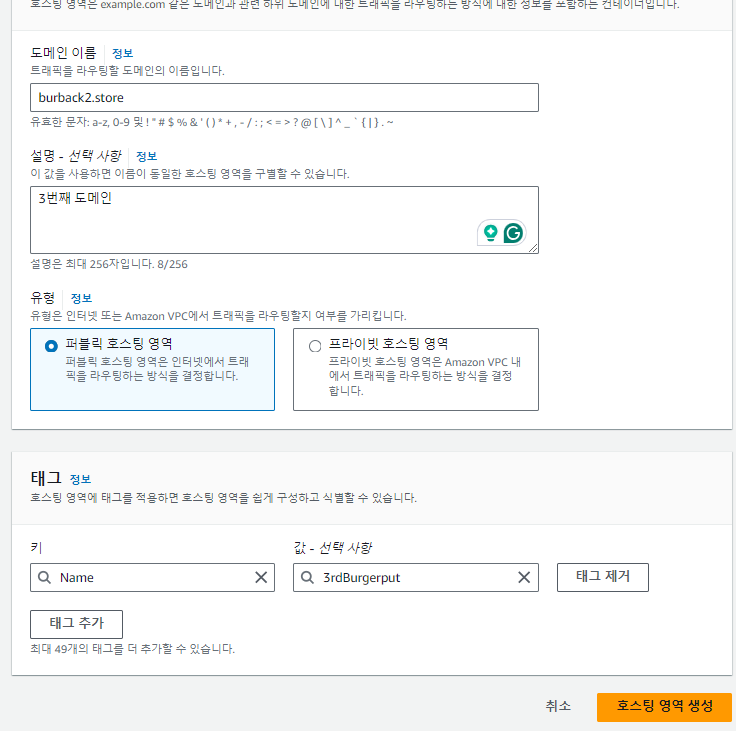 호스팅 영역은 example.com 같은 도메인과 관련 하위 도메인에 대한 트래픽을 라우팅하는 방식에 대한 정보를 포함하는 컨테이너입니다.
도메인 이름 정보
트래픽을 라우팅할 도메인의 이름입니다.
burback2.store
유효한 문자: a-z, 0-9 및 ! " # $ % & ' ( ) * + , - / : ; < = > ? @ [ \ ] ^ _ ` { | } . ~
설명 - 선택 사항 정보
이 값을 사용하면 이름이 동일한 호스팅 영역을 구별할 수 있습니다.
3번째 도메인
설명은 최대 256자입니다. 8/256
유형 정보
유형은 인터넷 또는 Amazon VPC에서 트래픽을 라우팅할지 여부를 가리킵니다.
퍼블릭 호스팅 영역
퍼블릭 호스팅 영역은 인터넷에서 트래
픽을 라우팅하는 방식을 결정합니다.
프라이빗 호스팅 영역
프라이빗 호스팅 영역은 Amazon VPC 내
에서 트래픽을 라우팅하는 방식을 결정
합니다.
태그 정보
호스팅 영역에 태그를 적용하면 호스팅 영역을 쉽게 구성하고 식별할 수 있습니다.
키 값 - 선택 사항
Name 3rdBurgerput 태그 제거
태그 추가
최대 49개의 태그를 더 추가할 수 있습니다.
취소 호스팅 영역 생성